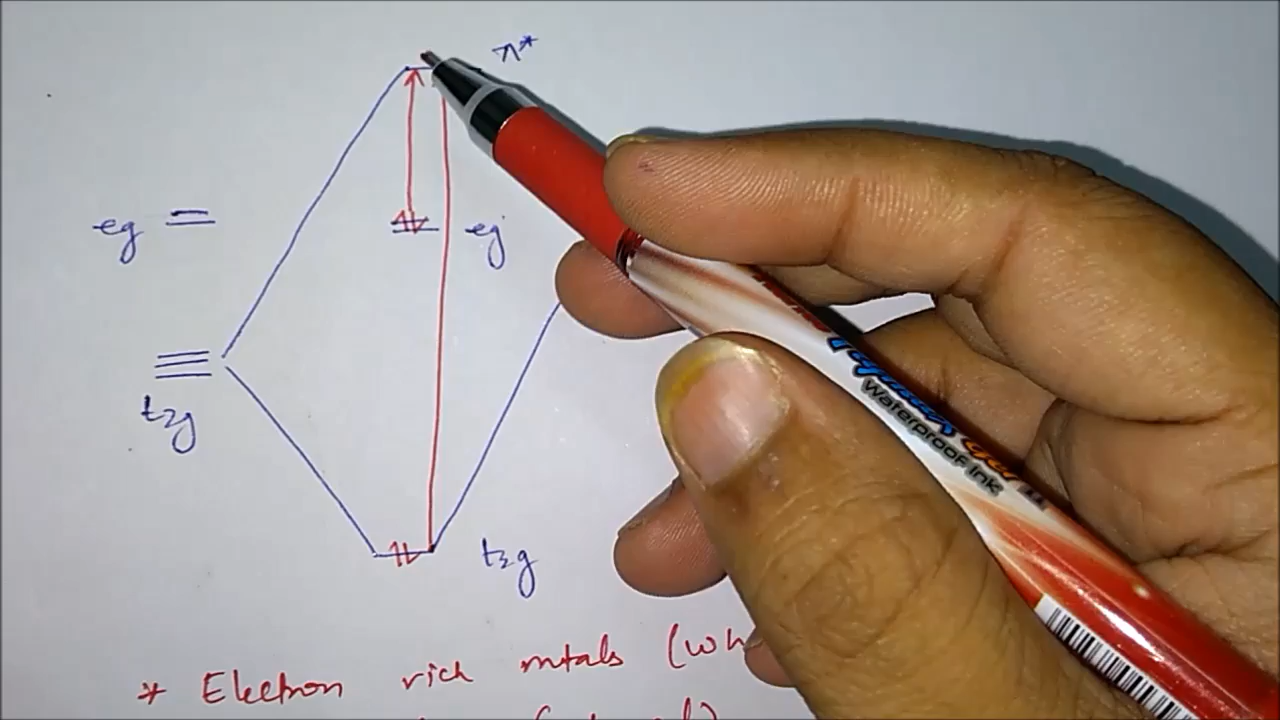 π*
eg
eg
t2g
t2g
* Electron rich metals (wh
waterproof ink